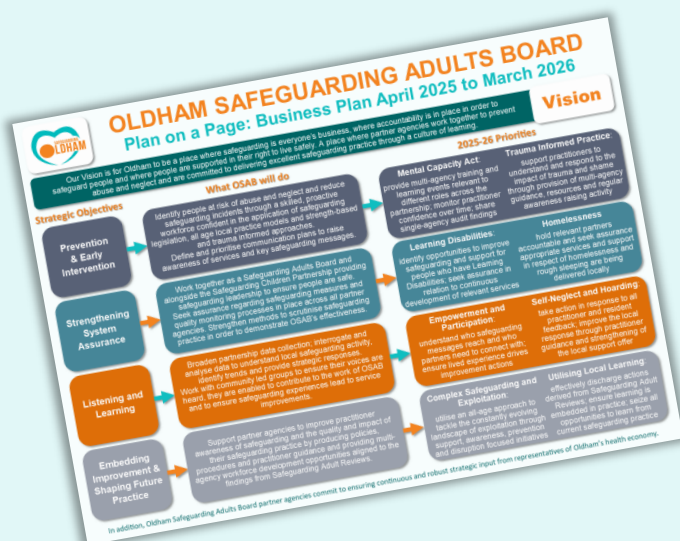 OLDHAM
OLDHAM SAFEGUARDING ADULTS BOARD
Plan on a Page: Business Plan April 2025 to March 2026
Our Vision is for Oldham to be a place where safeguarding is everyone's business, where accountability is in place in order to
safeguard people and where people are supported in their right to live safely. A place where partner agencies work together to prevent
abuse and neglect and are committed to delivering excellent safeguarding practice through a culture of learning.
Vision
Strategic Objectives
What OSAB will do
2025-26 Priorities
Prevention
& Early
Intervention
Identify people at risk of abuse and neglect and reduce
safeguarding incidents through a skilled, proactive
workforce confident in the application of safeguarding
legislation, all age local practice models and strength-based
and trauma informed approaches.
Define and prioritise communication plans to raise
awareness of services and key safeguarding messages.
Mental Capacity Act:
provide multi-agency training and
learning events relevant to
different roles across the
partnership; monitor practitioner
confidence over time; share
single-agency audit findings
Trauma Informed Practice:
support practitioners to
understand and respond to the
impact of trauma and shame
through provision of multi-agency
guidance, resources and regular
awareness raising activity
Strengthening
System
Assurance
Work together as a Safeguarding Adults Board and
alongside the Safeguarding Children Partnership providing
safeguarding leadership to ensure people are safe.
Seek assurance regarding safeguarding measures and
quality monitoring processes in place across all partner
agencies. Strengthen methods to scrutinise safeguarding
practice in order to demonstrate OSAB's effectiveness.
Learning Disabilities:
identify opportunities to improve
safeguarding and support for
people who have Learning
Disabilities; seek assurance in
relation to continuous
development of relevant services
Homelessness
hold relevant partners
accountable and seek assurance
appropriate services and support
in respect of homelessness and
rough sleeping are being
delivered locally
Listening and
Learning
Broaden partnership data collection; interrogate and
analyse data to understand local safeguarding activity,
identify trends and provide strategic responses.
Work with community led groups to ensure their voices are
heard, they are enabled to contribute to the work of OSAB
and to ensure safeguarding experiences lead to service
improvements.
Empowerment and
Participation:
understand who safeguarding
messages reach and who
partners need to connect with;
ensure lived experience drives
improvement actions
Self-Neglect and Hoarding:
take action in response to all
practitioner and resident
feedback; improve the local
response through practitioner
guidance and strengthening of
the local support offer
Embedding
Improvement &
Shaping Future
Practice
Support partner agencies to improve practitioner
awareness of safeguarding and the quality and impact of
their safeguarding practice by producing policies,
procedures and practitioner guidance and providing multi-
agency workforce development opportunities aligned to the
findings from Safeguarding Adult Reviews.
Complex Safeguarding and
Exploitation:
utilise an all-age approach to
tackle the constantly evolving
landscape of exploitation through
support, awareness, prevention
and disruption focused initiatives
Utilising Local Learning:
effectively discharge actions
derived from Safeguarding Adult
Reviews, ensure learning is
embedded in practice, seize all
opportunities to learn from
current safeguarding practice
In addition, Oldham Safeguarding Adults Board partner agencies commit to ensuring continuous and robust strategic input from representatives of Oldham's health economy.